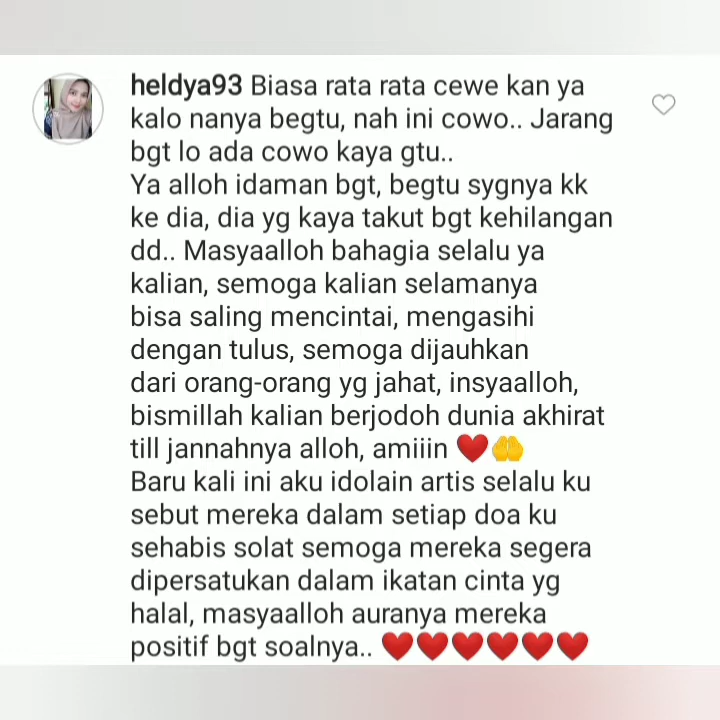 heldya93 Biasa rata rata cewe kan ya
kalo nanya begtu, nah ini cowo.. Jarang
bgt lo ada cowo kaya gtu..
Ya alloh idaman bgt, begtu sygnya kk
ke dia, dia yg kaya takut bgt kehilangan
dd.. Masyaalloh bahagia selalu ya
kalian, semoga kalian selamanya
bisa saling mencintai, mengasihi
dengan tulus, semoga dijauhkan
dari orang-orang yg jahat, insyaalloh,
bismillah kalian berjodoh dunia akhirat
till jannahnya alloh, amiiin ❤️🤲
Baru kali ini aku idolain artis selalu ku
sebut mereka dalam setiap doa ku
sehabis solat semoga mereka segera
dipersatukan dalam ikatan cinta yg
halal, masyaalloh auranya mereka
positif bgt soalnya.. ❤️❤️❤️❤️❤️❤️